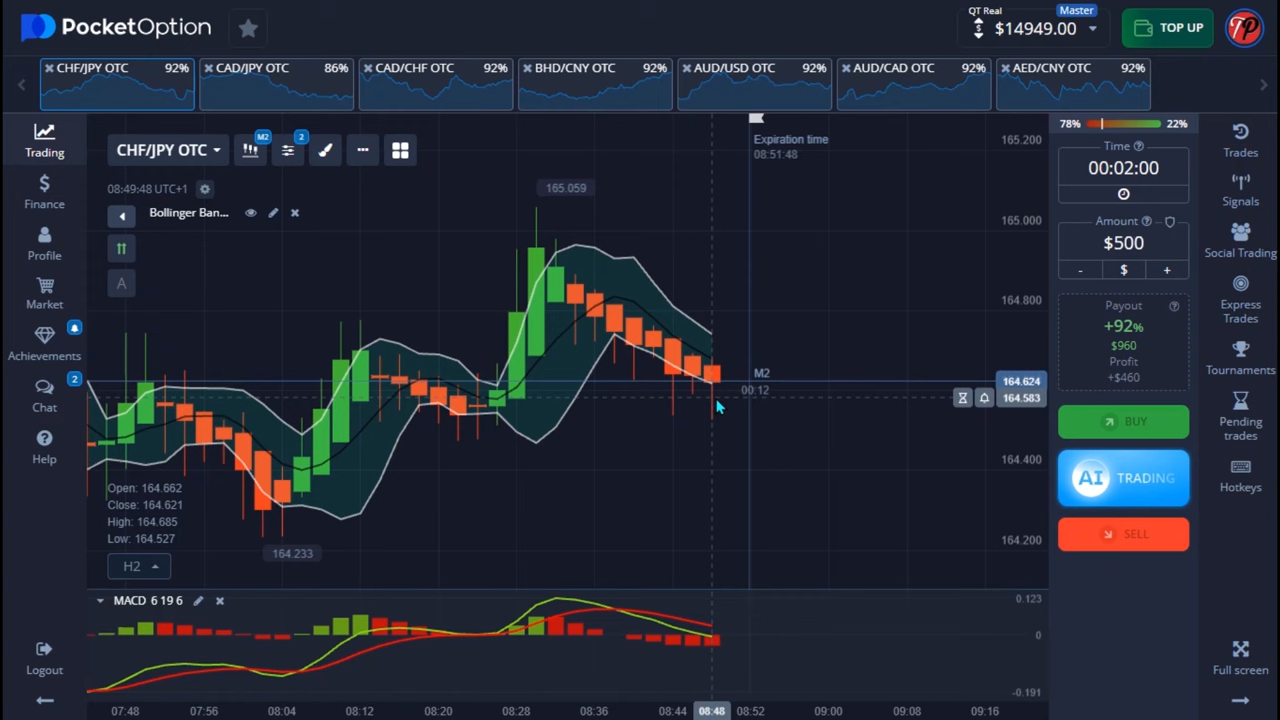 PocketOption
QT Real
Master
$14949.00
TOP UP
CHF/JPY OTC 92%
CAD/JPY OTC 86%
CAD/CHF OTC 92%
BHD/CNY OTC 92%
AUD/USD OTC 92%
AUD/CAD OTC 92%
AED/CNY OTC 92%
Trading
Finance
Profile
Market
Achievements
2
Chat
Help
Logout
CHF/JPY OTC
M2
2
08:49:48 UTC+1
Bollinger Ban...
A
Expiration time
08:51:48
165.059
164.233
M2
00:12
Open: 164.662
Close: 164.621
High: 164.685
Low: 164.527
H2
165.200
165.000
164.800
164.624
164.583
164.400
164.200
MACD 6 19 6
0.123
0
-0.191
07:48 07:56 08:04 08:12 08:20 08:28 08:36 08:44 08:48 08:52 09:00 09:08 09:16
78% 22%
Time
00:02:00
Amount
$500
- $ +
Payout
+92%
$960
Profit
+$460
BUY
AI TRADING
SELL
Trades
Signals
Social Trading
Express
Trades
Tournaments
Pending
trades
Hotkeys
Full screen